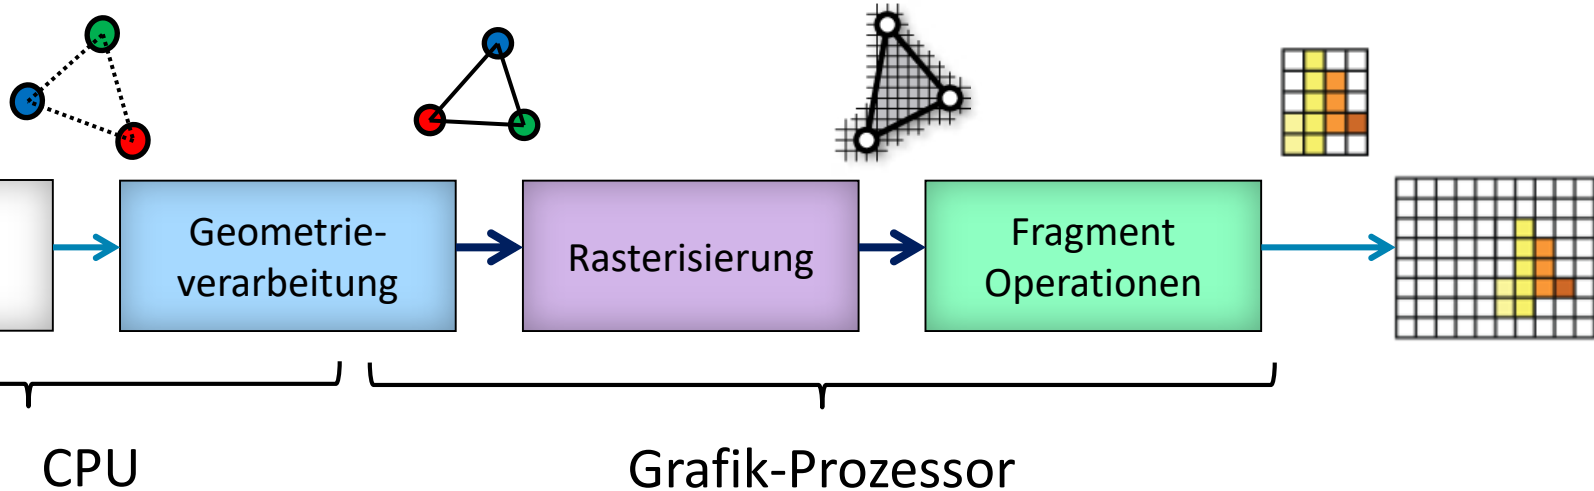 Geometrie-
verarbeitung
Rasterisierung
Fragment
Operationen
CPU
Grafik-Prozessor